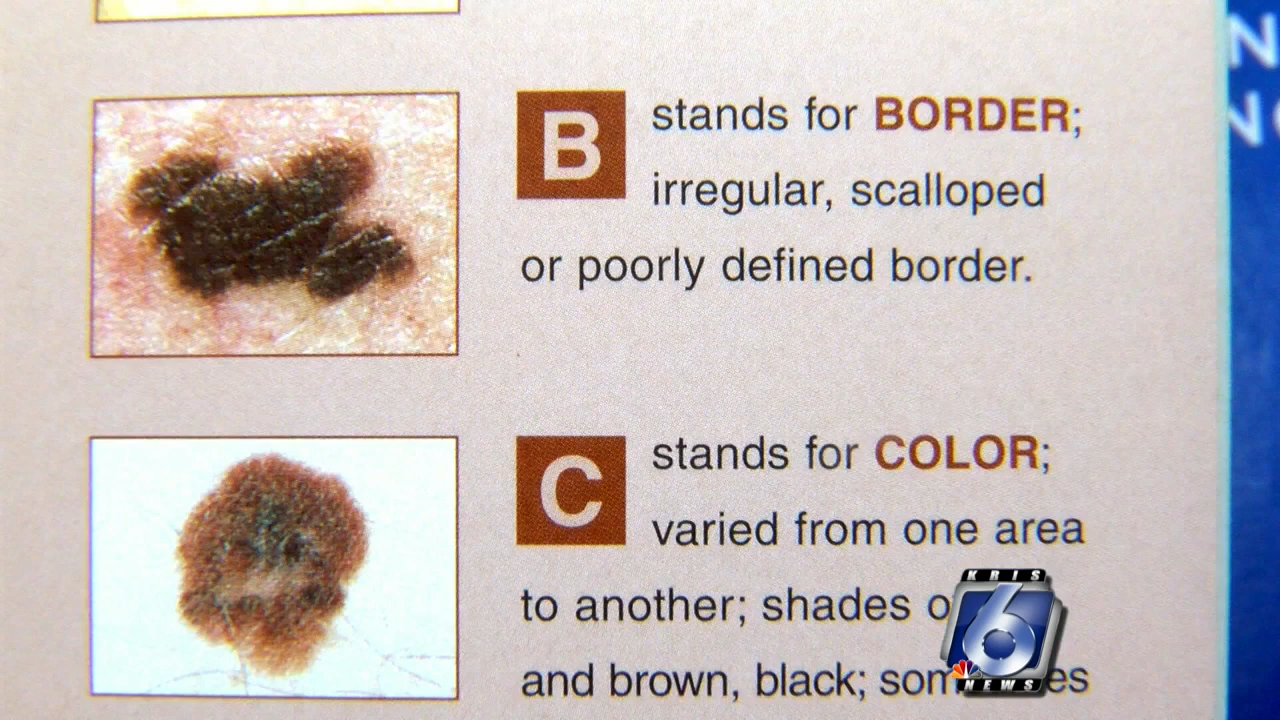 B stands for BORDER;
irregular, scalloped
or poorly defined border.
C stands for COLOR;
varied from one area
to another; shades
and brown, black;
KRIS
6
NEWS